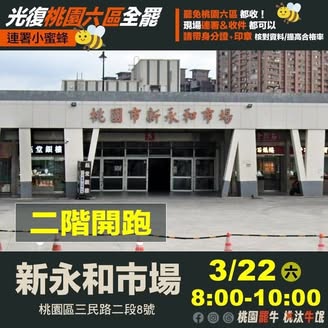 光復桃園六區全罷
連署小蜜蜂
罷免桃園六區 都收!
現場連署&收件 都可以
請帶身分證、印章 核對資料/提高合格率
桃園市新永和市場
二階開跑
新永和市場
桃園區三民路二段8號
3/22 六
8:00-10:00
桃園罷牛 桃汰牛馗